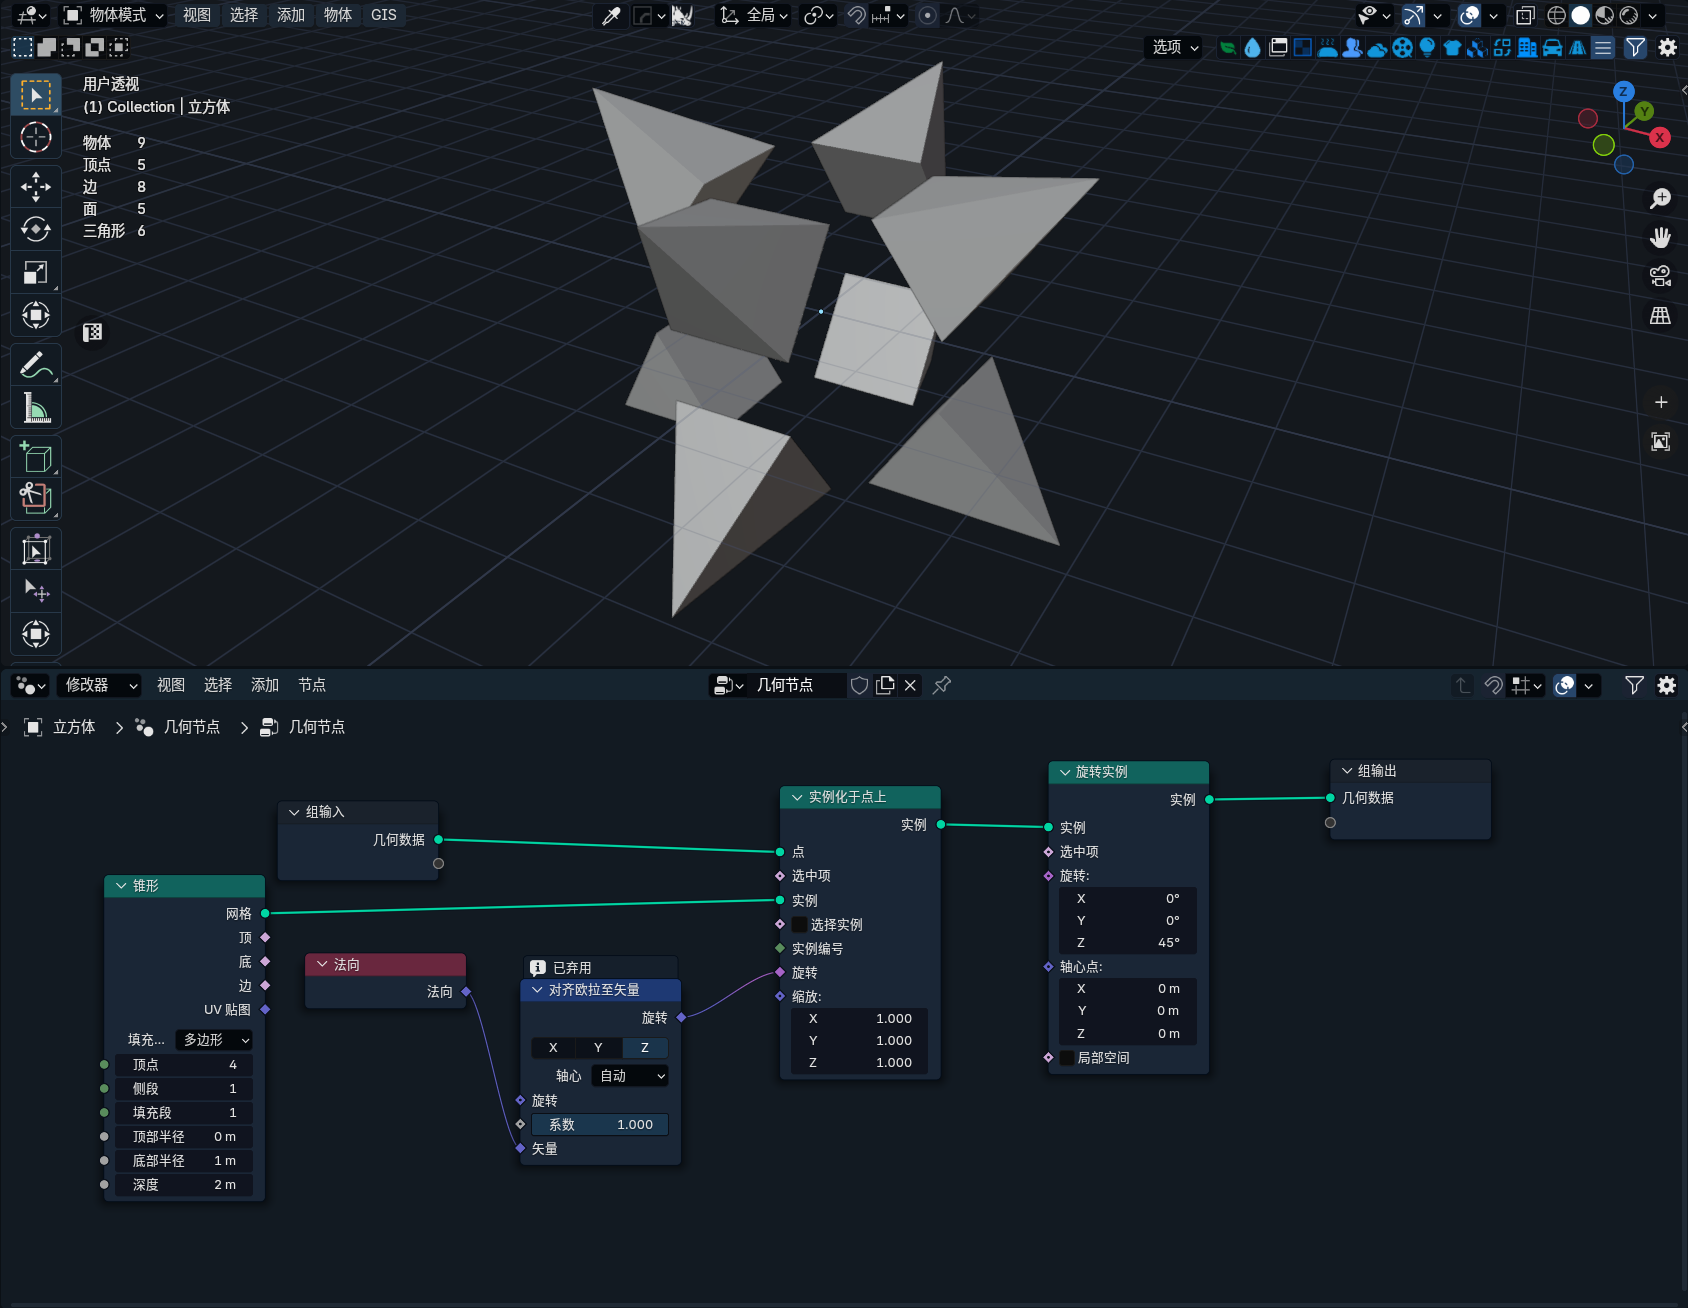 物体模式 视图 选择 添加 物体 GIS 全局
选项
用户透视
(1) Collection | 立方体
物体 9
顶点 5
边 8
面 5
三角形 6
Z
Y
X
修改器 视图 选择 添加 节点 几何节点
立方体 几何节点 几何节点
组输入
几何数据
锥形
网格
顶
底
边
UV 贴图
填充... 多边形
顶点 4
侧段 1
填充段 1
顶部半径 0 m
底部半径 1 m
深度 2 m
法向
法向
已弃用
对齐欧拉至矢量
旋转
X Y Z
轴心 自动
旋转
系数 1.000
矢量
实例化于点上
实例
点
选中项
实例
选择实例
实例编号
旋转
缩放:
X 1.000
Y 1.000
Z 1.000
旋转实例
实例
实例
选中项
旋转:
X 0°
Y 0°
Z 45°
轴心点:
X 0 m
Y 0 m
Z 0 m
局部空间
组输出
几何数据